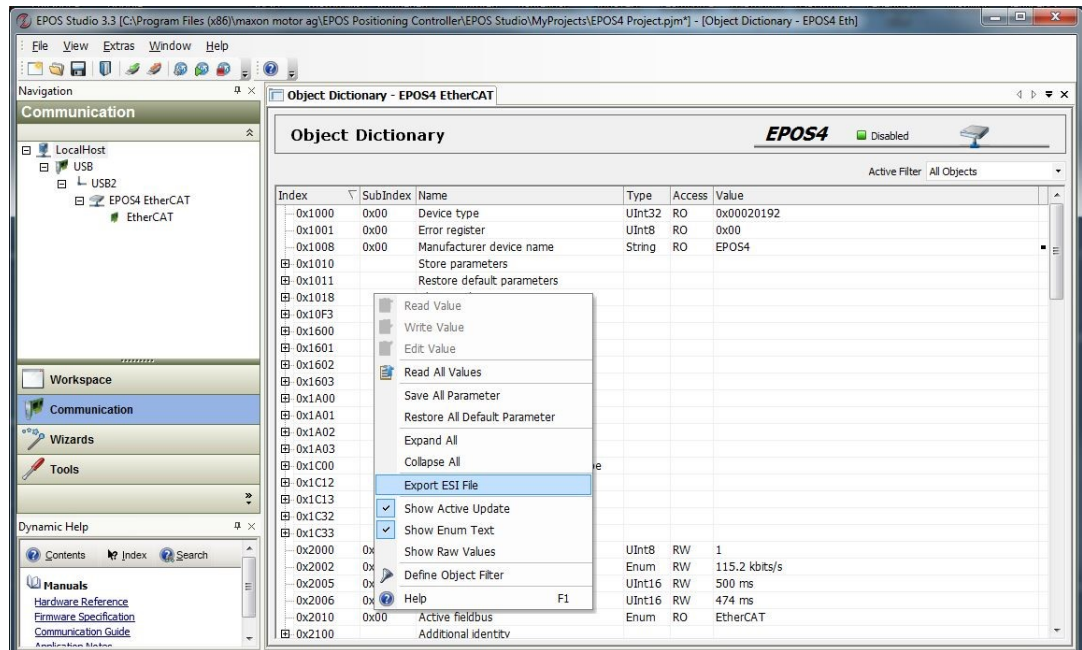 EPOS Studio 3.3 [C:\Program Files (x86)\maxon motor ag\EPOS Positioning Controller\EPOS Studio\MyProjects\EPOS4 Project.pjm*] - [Object Dictionary - EPOS4 Eth]
File View Extras Window Help
Navigation
Communication
LocalHost
USB
USB2
EPOS4 EtherCAT
EtherCAT
Workspace
Communication
Wizards
Tools
Dynamic Help
Contents Index Search
Manuals
Hardware Reference
Firmware Specification
Communication Guide
Application Notes
Object Dictionary - EPOS4 EtherCAT
Object Dictionary
EPOS4 Disabled
Active Filter All Objects
Index SubIndex Name Type Access Value
0x1000 0x00 Device type UInt32 RO 0x00020192
0x1001 0x00 Error register UInt8 RO 0x00
0x1008 0x00 Manufacturer device name String RO EPOS4
0x1010 Store parameters
0x1011 Restore default parameters
0x1018
0x10F3
0x1600
0x1601
0x1602
0x1603
0x1A00
0x1A01
0x1A02
0x1A03
0x1C00
0x1C12
0x1C13
0x1C32
0x1C33
0x2000 0x UInt8 RW 1
0x2002 0x Enum RW 115.2 kbits/s
0x2005 0x UInt16 RW 500 ms
0x2006 0x UInt16 RW 474 ms
0x2010 0x00 Active fieldbus Enum RO EtherCAT
0x2100 Additional identity
Read Value
Write Value
Edit Value
Read All Values
Save All Parameter
Restore All Default Parameter
Expand All
Collapse All
Export ESI File
Show Active Update
Show Enum Text
Show Raw Values
Define Object Filter
Help F1